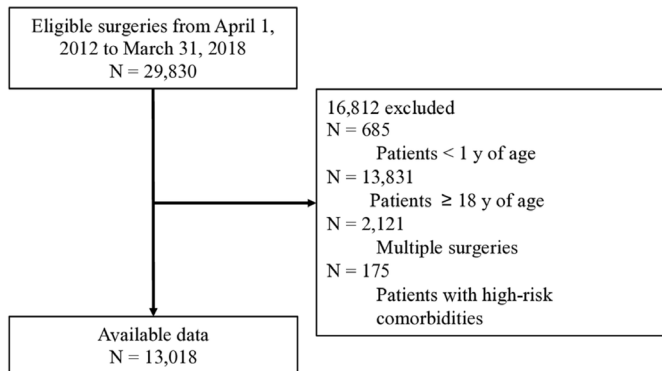 Eligible surgeries from April 1,
2012 to March 31, 2018
N = 29,830
16,812 excluded
N = 685
Patients < 1 y of age
N = 13,831
Patients ≥ 18 y of age
N = 2,121
Multiple surgeries
N = 175
Patients with high-risk
comorbidities
Available data
N = 13,018